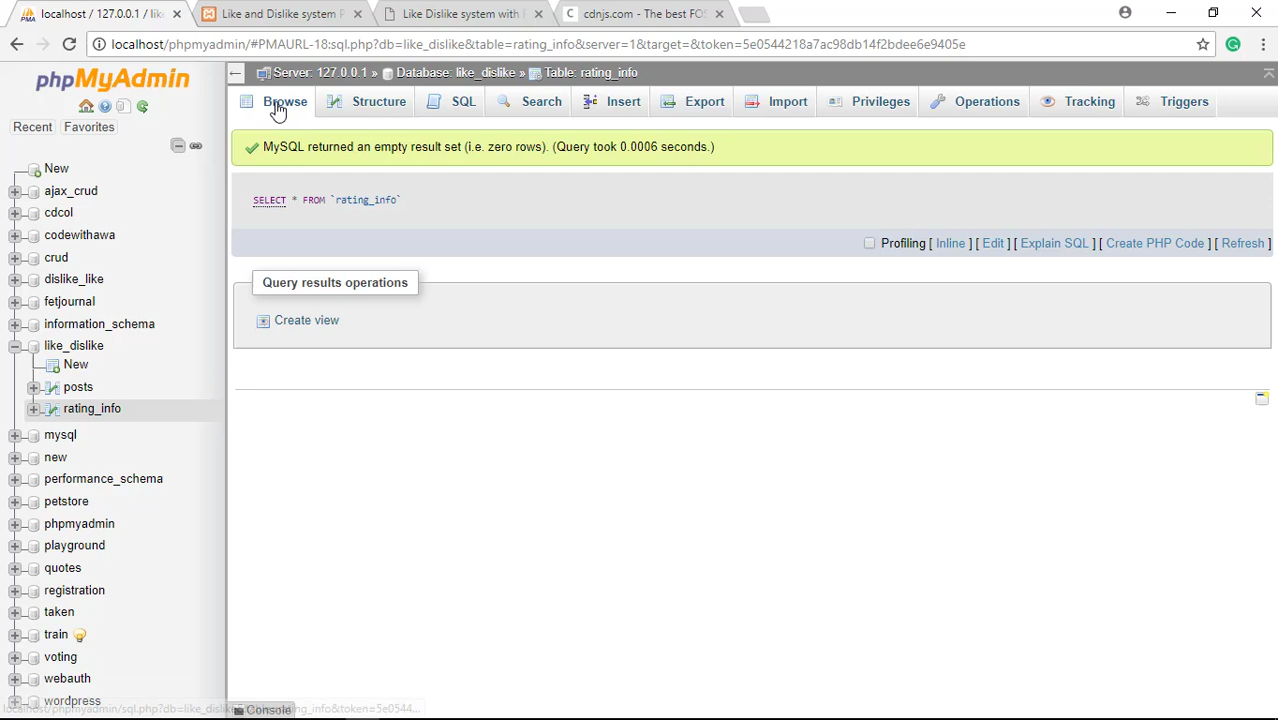 localhost / 127.0.0.1 / like
Like and Dislike system P
Like Dislike system with P
cdnjs.com - The best FOS
localhost/phpmyadmin/#PMAURL-18:sql.php?db=like_dislike&table=rating_info&server=1&target=&token=5e0544218a7ac98db14f2bdee6e9405e
phpMyAdmin
Server: 127.0.0.1 » Database: like_dislike » Table: rating_info
Browse Structure SQL Search Insert Export Import Privileges Operations Tracking Triggers
Recent Favorites
MySQL returned an empty result set (i.e. zero rows). (Query took 0.0006 seconds.)
SELECT * FROM `rating_info`
Profiling [ Inline ] [ Edit ] [ Explain SQL ] [ Create PHP Code ] [ Refresh ]
Query results operations
Create view
New
ajax_crud
cdcol
codewithawa
crud
dislike_like
fetjournal
information_schema
like_dislike
New
posts
rating_info
mysql
new
performance_schema
petstore
phpmyadmin
playground
quotes
registration
taken
train
voting
webauth
wordpress
Console